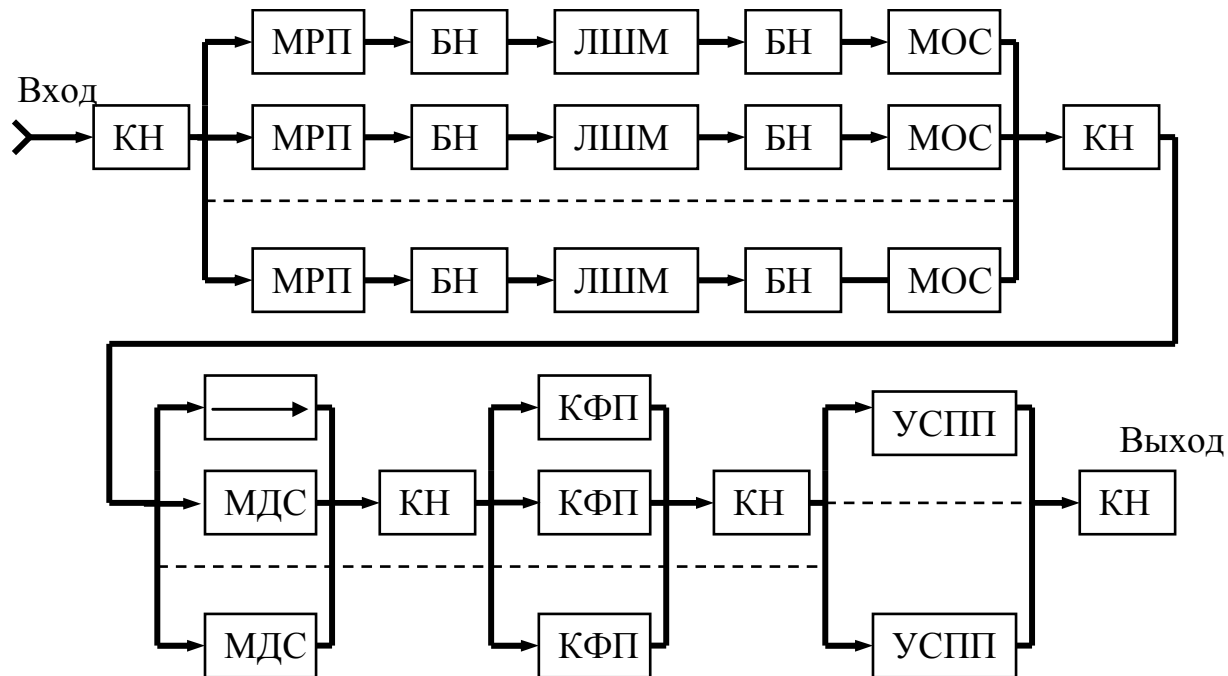 МРП БН ЛШМ БН МОС
Вход
КН МРП БН ЛШМ БН МОС КН
МРП БН ЛШМ БН МОС
КФП УСПП
Выход
МДС КН КФП КН КН
МДС КФП УСПП